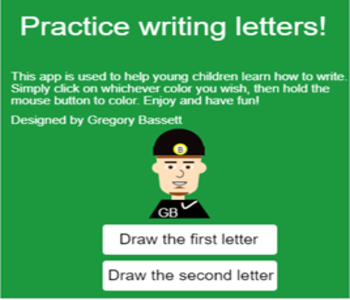 Practice writing letters!
This app is used to help young children learn how to write.
Simply click on whichever color you wish, then hold the
mouse button to color. Enjoy and have fun!
Designed by Gregory Bassett
B
GB
Draw the first letter
Draw the second letter